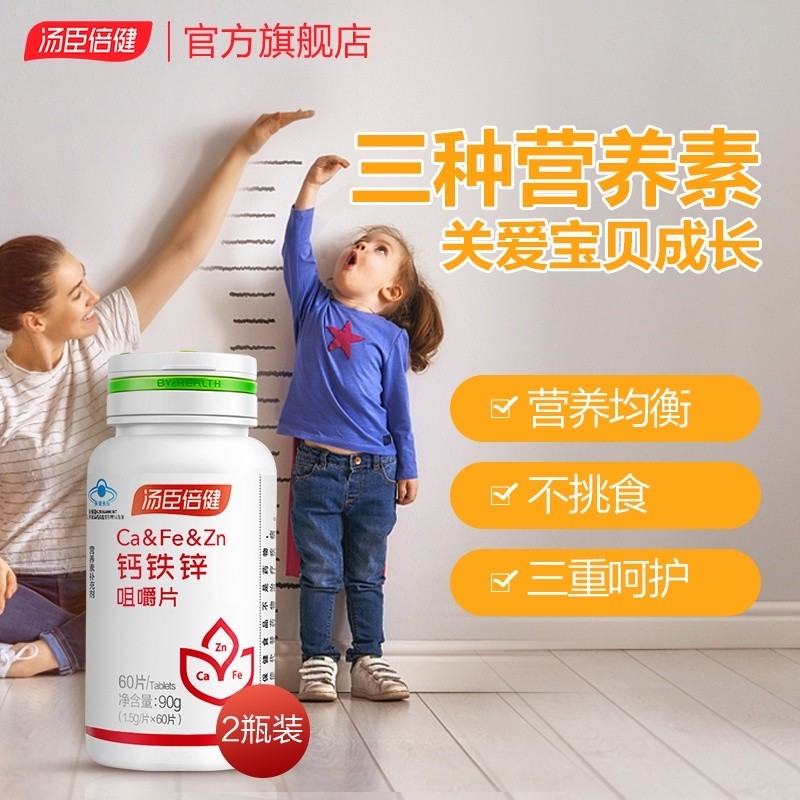 汤臣倍健 | 官方旗舰店
三种营养素
关爱宝贝成长
营养均衡
不挑食
三重呵护
BY-HEALTH
汤臣倍健
Ca&Fe&Zn
钙铁锌
咀嚼片
营养素补充剂
Zn
Ca
Fe
60片/Tablets
净含量:90g
(1.5g/片×60片)
2瓶装